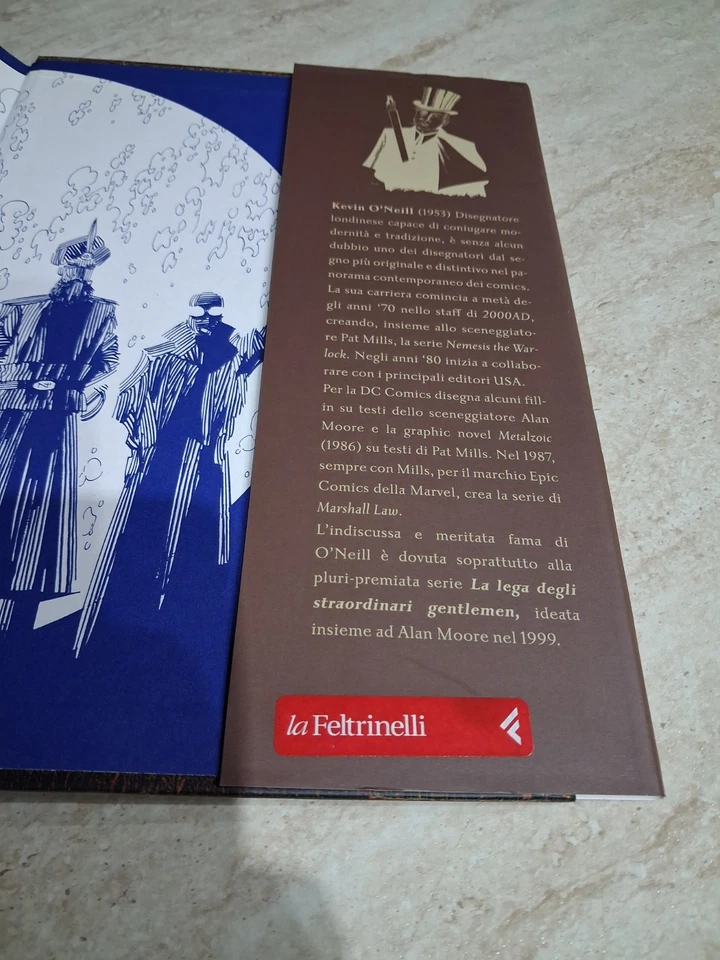 Kevin O'Neill (1953) Disegnatore
londinese capace di coniugare mo-
dernità e tradizione, è senza alcun
dubbio uno dei disegnatori dal se-
gno più originale e distintivo nel pa-
norama contemporaneo dei comics.
La sua carriera comincia a metà de-
gli anni '70 nello staff di 2000AD,
creando, insieme allo sceneggiato-
re Pat Mills, la serie Nemesis the War-
lock. Negli anni '80 inizia a collabo-
rare con i principali editori USA.
Per la DC Comics disegna alcuni fill-
in su testi dello sceneggiatore Alan
Moore e la graphic novel Metalzoic
(1986) su testi di Pat Mills. Nel 1987,
sempre con Mills, per il marchio Epic
Comics della Marvel, crea la serie di
Marshall Law.
L'indiscussa e meritata fama di
O'Neill è dovuta soprattutto alla
pluri-premiata serie La lega degli
straordinari gentlemen, ideata
insieme ad Alan Moore nel 1999.
la Feltrinelli